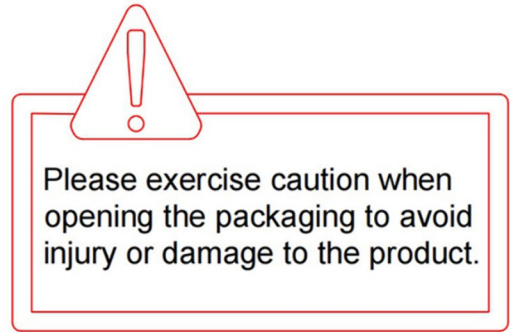 Please exercise caution when
opening the packaging to avoid
injury or damage to the product.